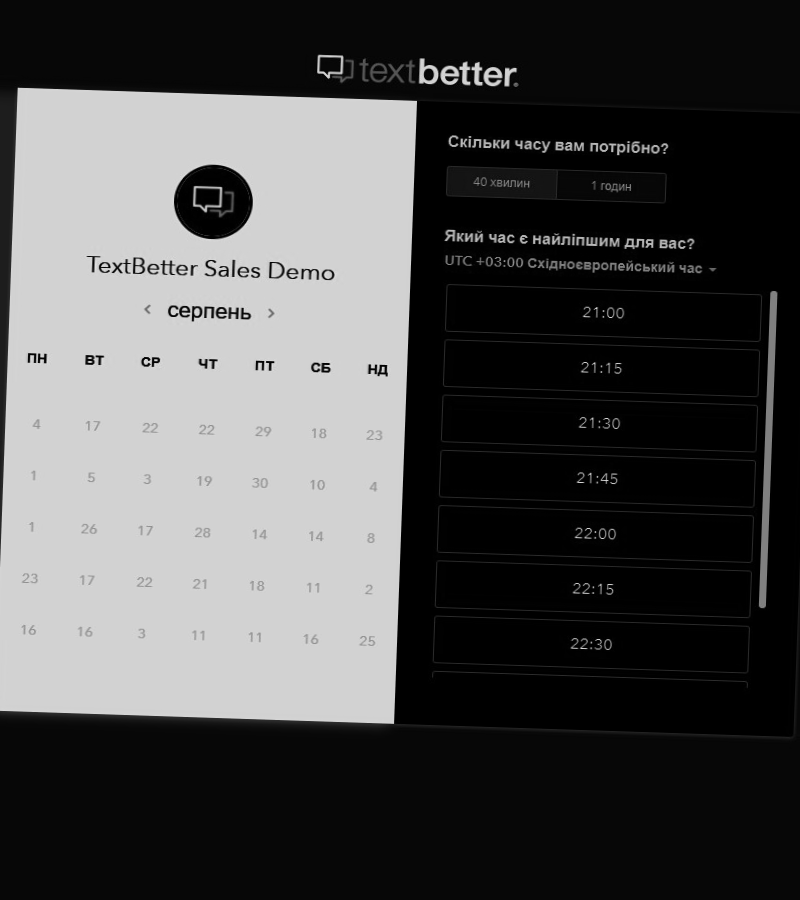 textbetter.
TextBetter Sales Demo
серпень
ПН ВТ СР ЧТ ПТ СБ НД
4 17 22 22 29 18 23
1 5 3 19 30 10 4
1 26 17 28 14 14 8
23 17 22 21 18 11 2
16 16 3 11 11 16 25
Скільки часу вам потрібно?
40 хвилин 1 годин
Який час є найліпшим для вас?
UTC +03:00 Східноєвропейський час
21:00
21:15
21:30
21:45
22:00
22:15
22:30